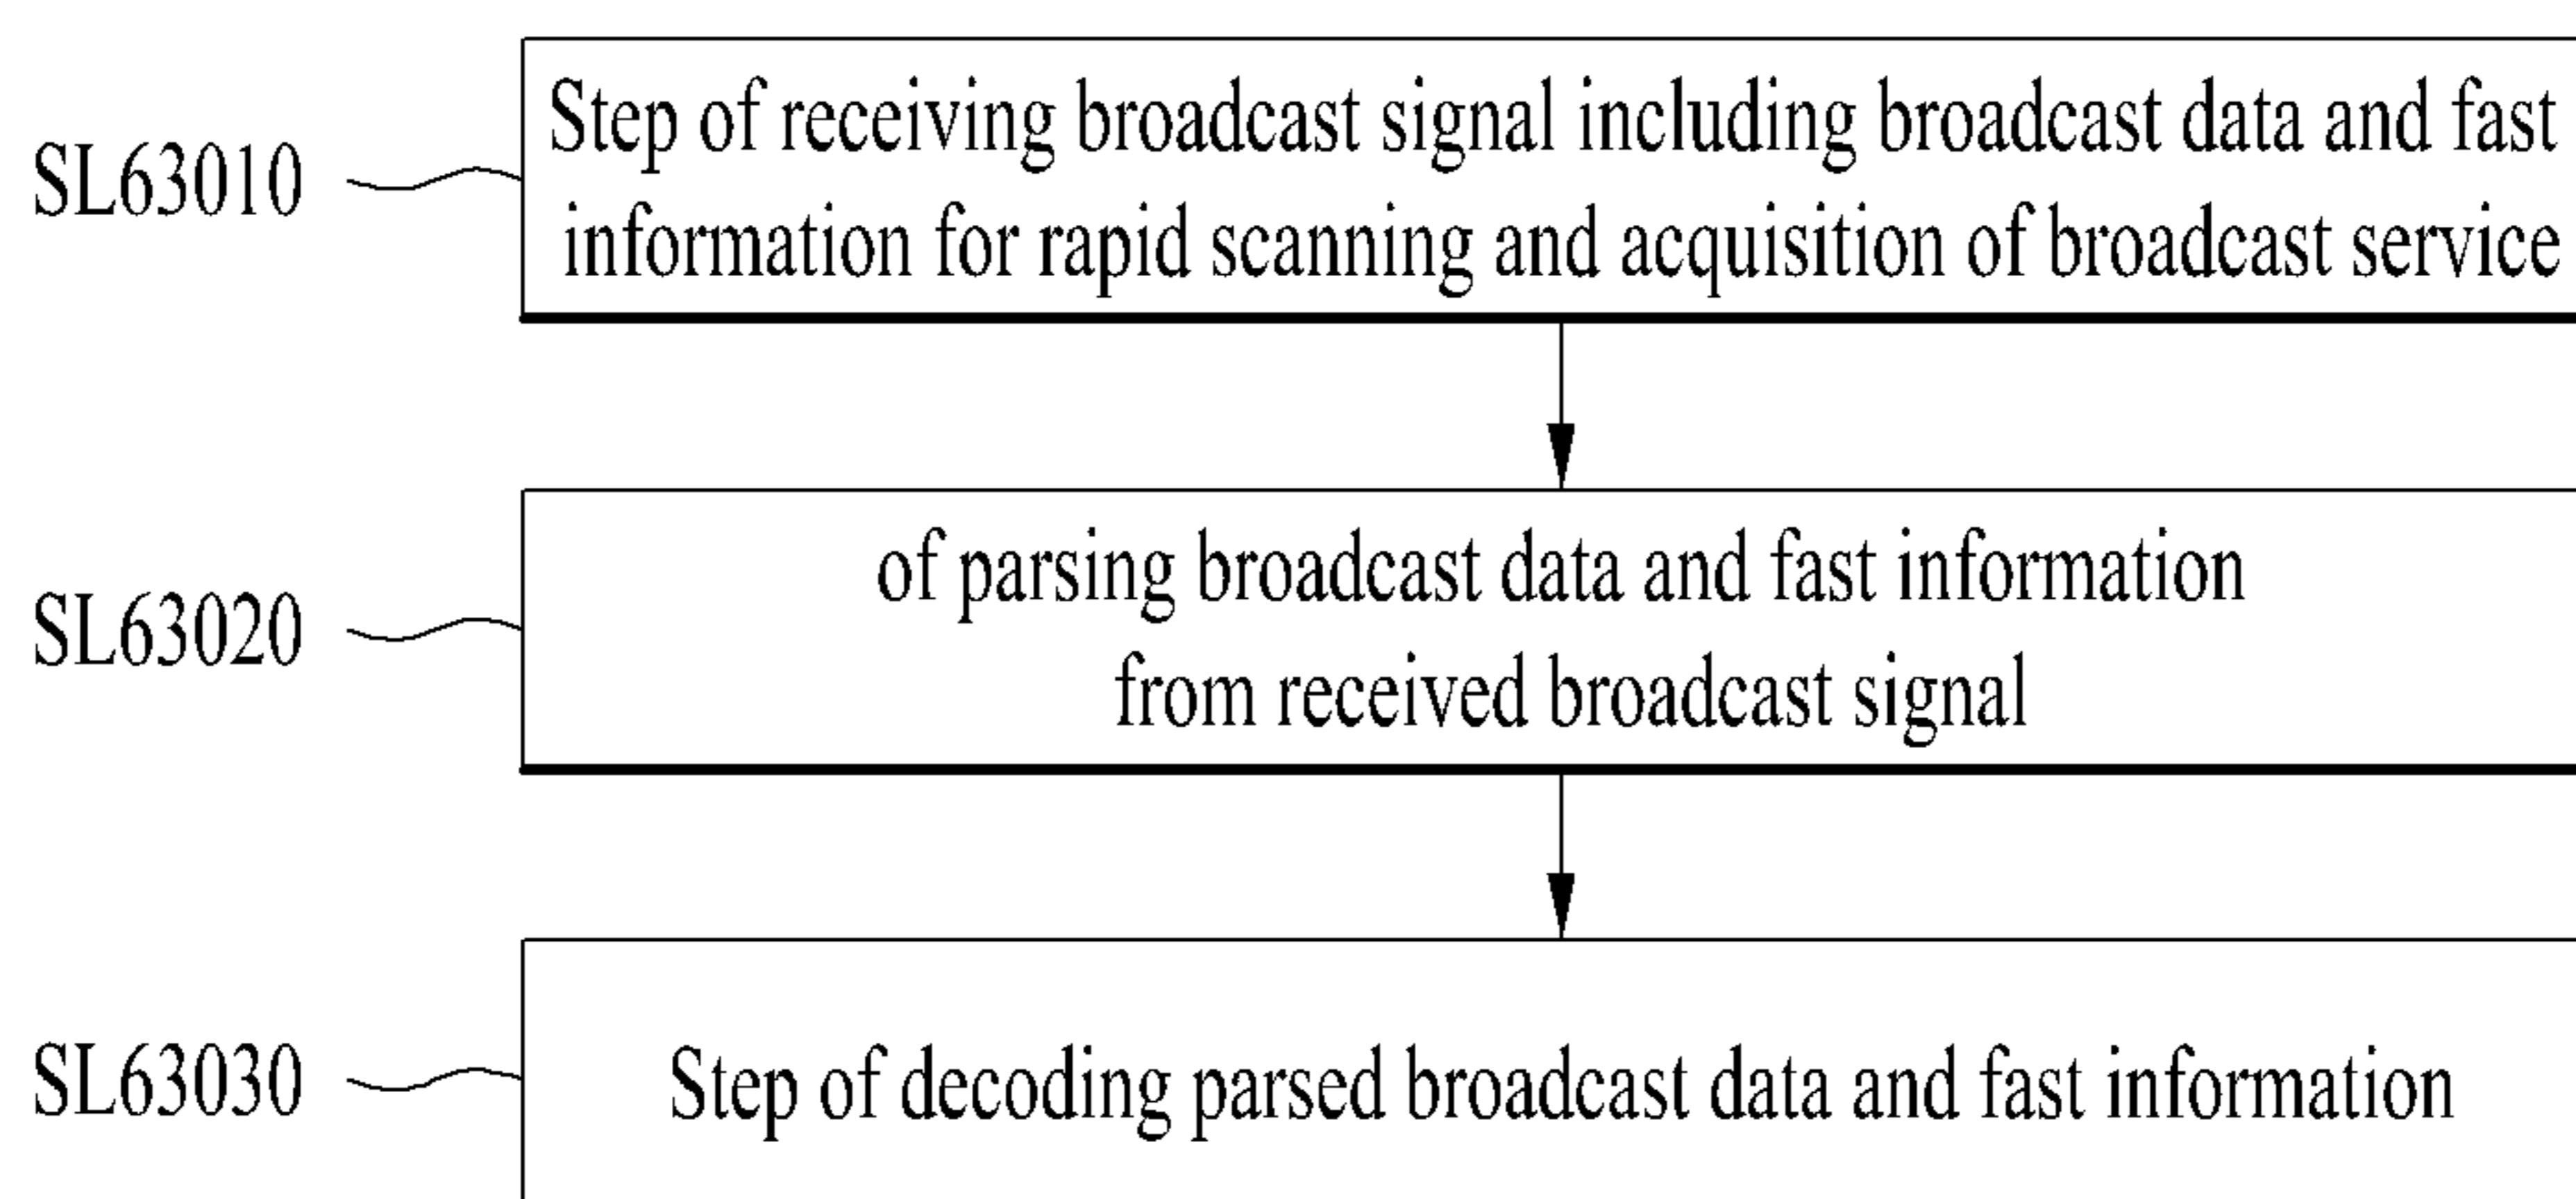 SL63010
Step of receiving broadcast signal including broadcast data and fast
information for rapid scanning and acquisition of broadcast service
SL63020
of parsing broadcast data and fast information
from received broadcast signal
SL63030
Step of decoding parsed broadcast data and fast information